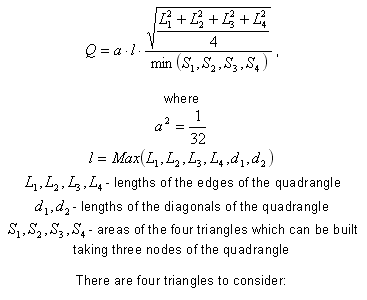 Q = a · l · √((L₁² + L₂² + L₃² + L₄²) / 4) / min (S₁, S₂, S₃, S₄) ,
where
a² = 1/32
l = Max(L₁, L₂, L₃, L₄, d₁, d₂)
L₁, L₂, L₃, L₄ - lengths of the edges of the quadrangle
d₁, d₂ - lengths of the diagonals of the quadrangle
S₁, S₂, S₃, S₄ - areas of the four triangles which can be built
taking three nodes of the quadrangle
There are four triangles to consider: